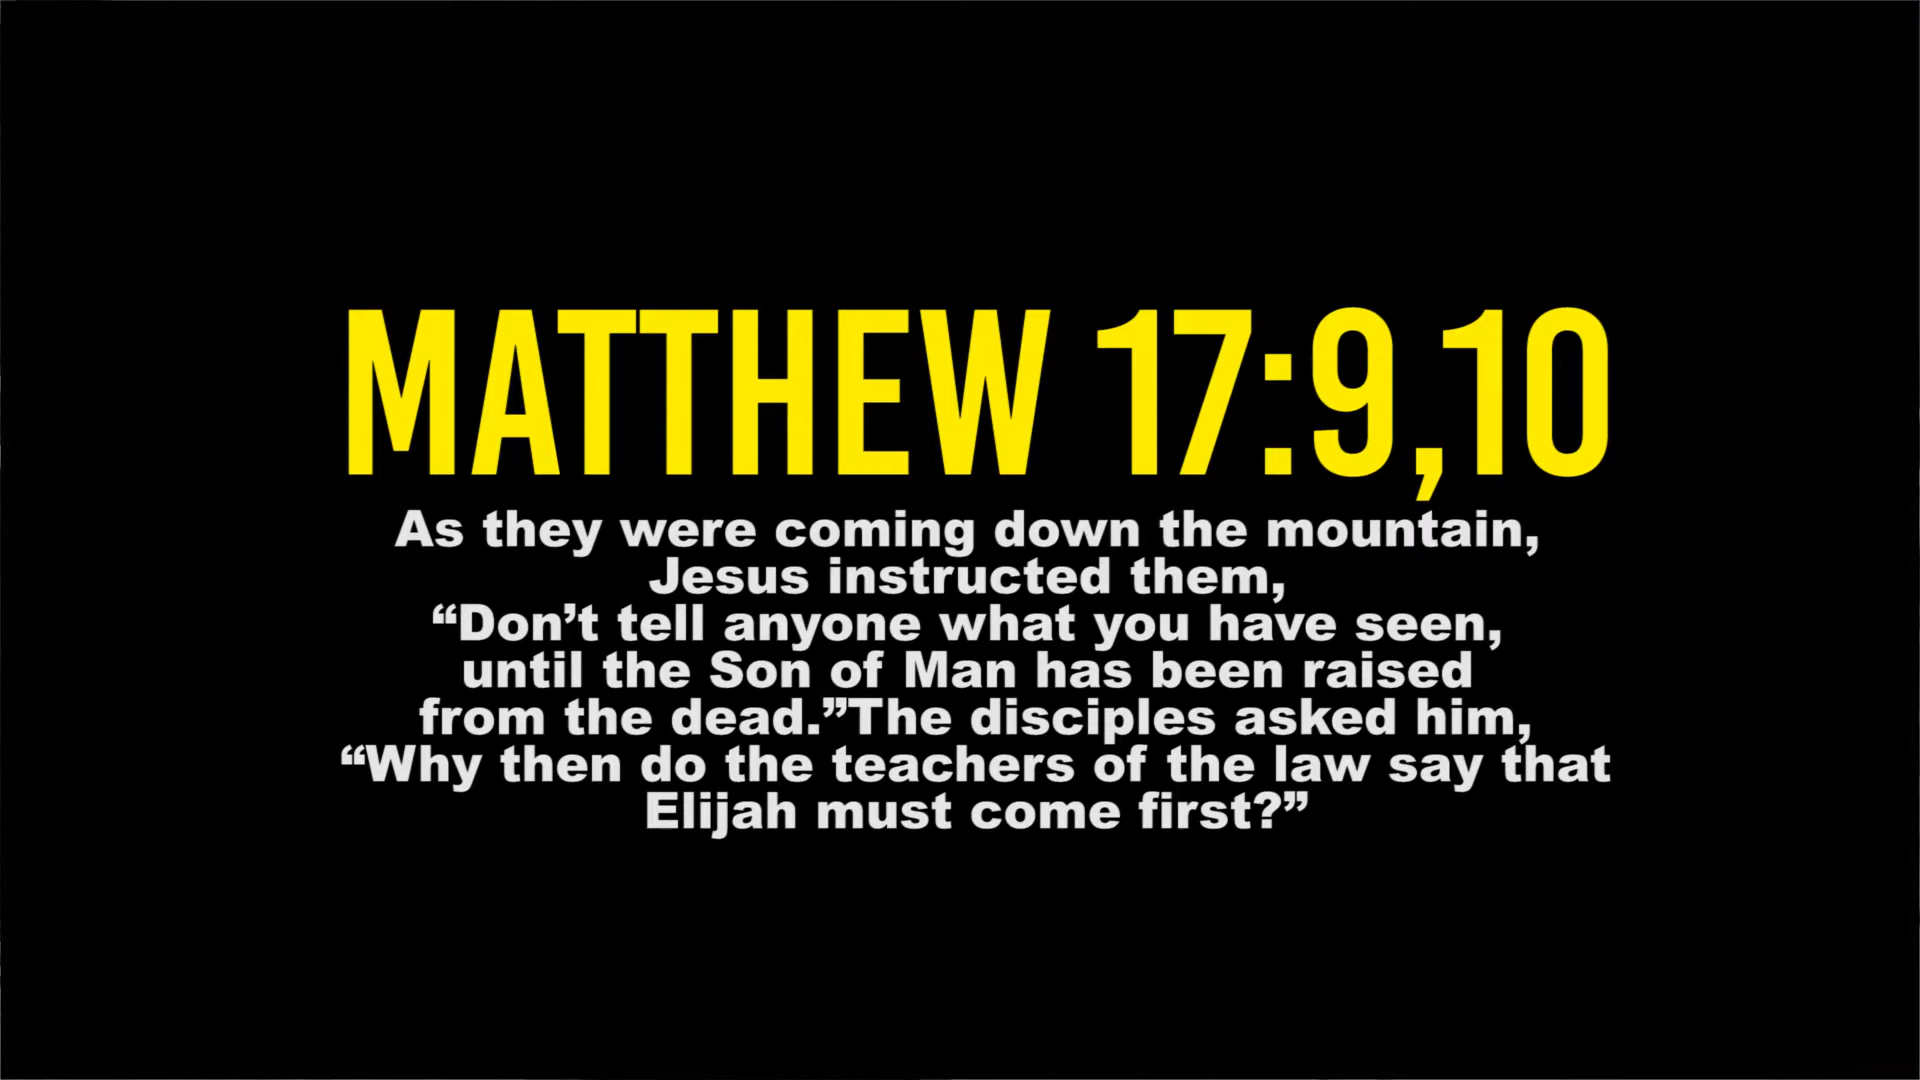 MATTHEW 17:9,10
As they were coming down the mountain,
Jesus instructed them,
“Don’t tell anyone what you have seen,
until the Son of Man has been raised
from the dead.”The disciples asked him,
“Why then do the teachers of the law say that
Elijah must come first?”